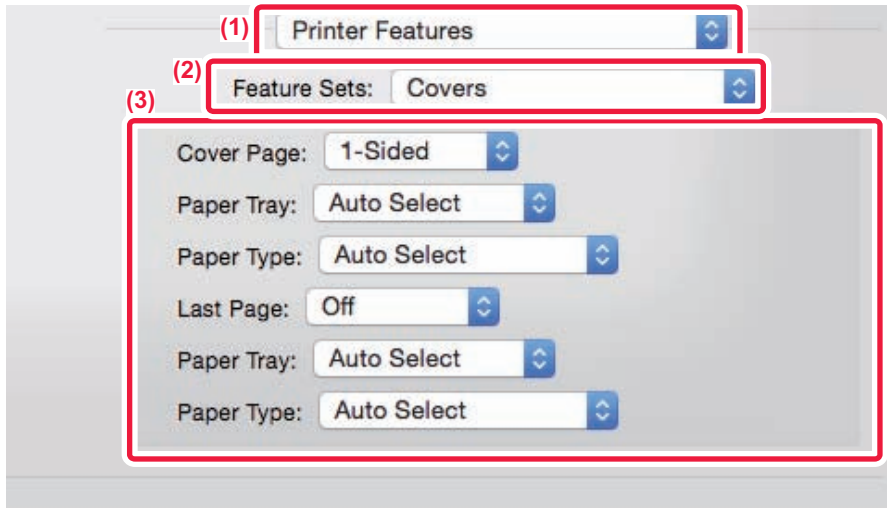 (1) Printer Features
(2) Feature Sets: Covers
(3)
Cover Page: 1-Sided
Paper Tray: Auto Select
Paper Type: Auto Select
Last Page: Off
Paper Tray: Auto Select
Paper Type: Auto Select